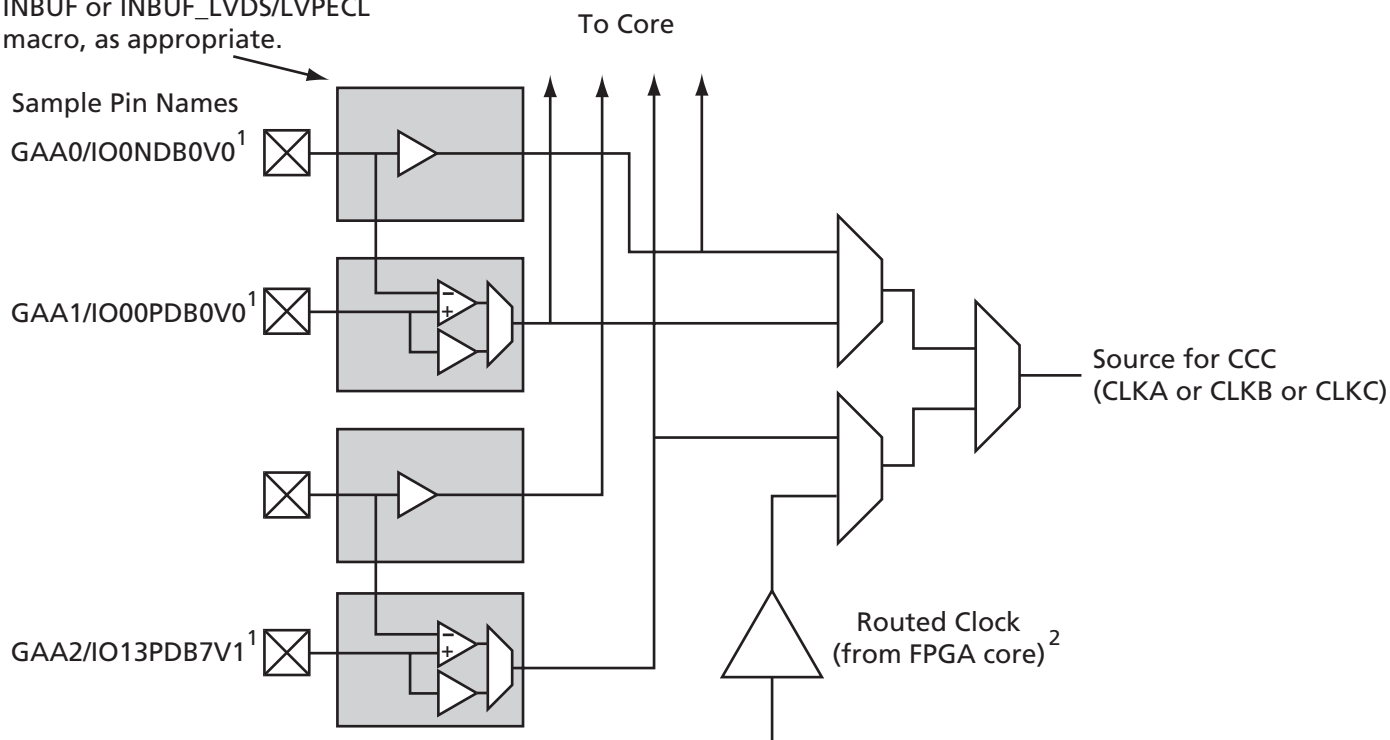 INBUF or INBUF_LVDS/LVPECL
macro, as appropriate.
To Core
Sample Pin Names
GAA0/IO0NDB0V0¹
GAA1/IO00PDB0V0¹
GAA2/IO13PDB7V1¹
−
+
−
+
Source for CCC
(CLKA or CLKB or CLKC)
Routed Clock
(from FPGA core)²